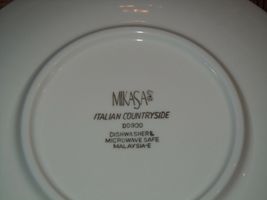 MIKASA
ITALIAN COUNTRYSIDE
DD900
DISHWASHER &
MICROWAVE SAFE
MALAYSIA-E